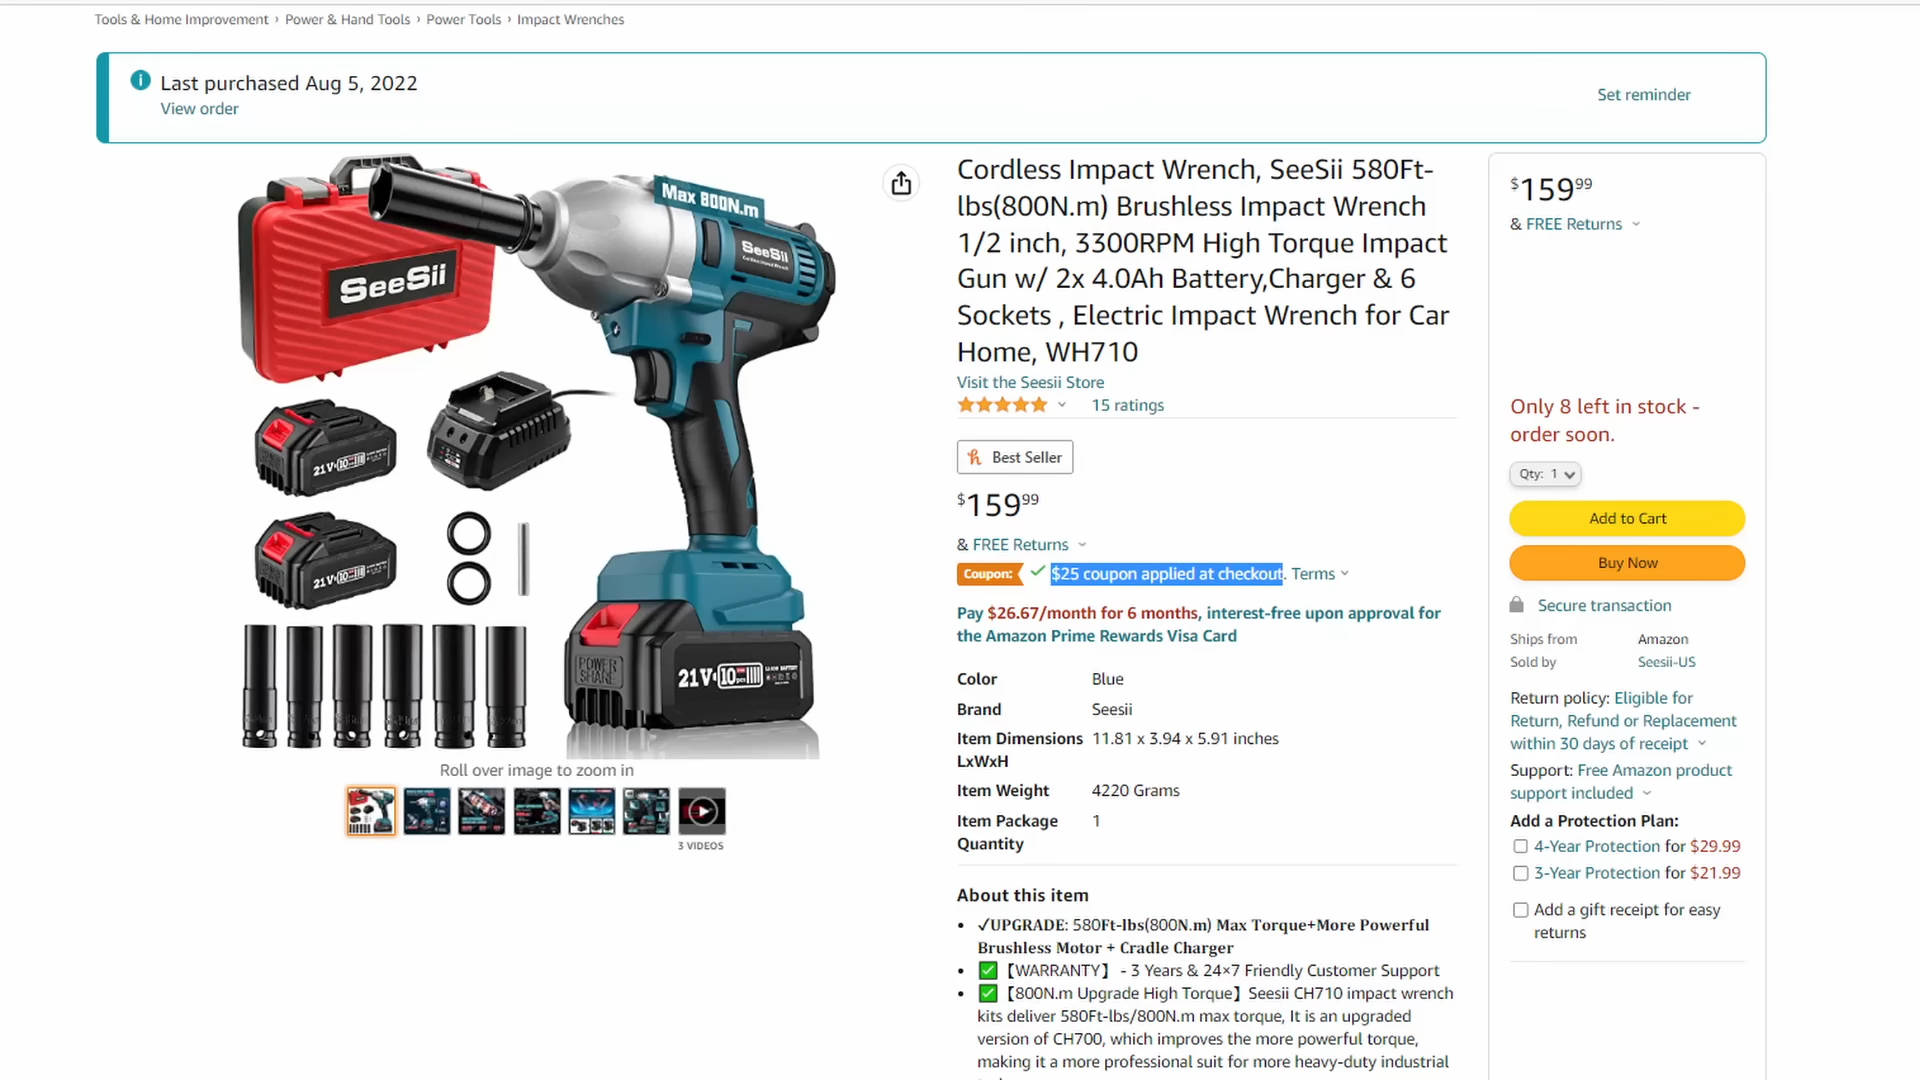 Tools & Home Improvement › Power & Hand Tools › Power Tools › Impact Wrenches
Last purchased Aug 5, 2022
View order
Set reminder
Max 800N.m
SeeSii
Cordless Impact Wrench
SeeSii
21V
21V
POWER
SHARE
21V
Roll over image to zoom in
3 VIDEOS
Cordless Impact Wrench, SeeSii 580Ft-
lbs(800N.m) Brushless Impact Wrench
1/2 inch, 3300RPM High Torque Impact
Gun w/ 2x 4.0Ah Battery,Charger & 6
Sockets , Electric Impact Wrench for Car
Home, WH710
Visit the Seesii Store
15 ratings
Best Seller
$159.99
& FREE Returns
Coupon: $25 coupon applied at checkout. Terms
Pay $26.67/month for 6 months, interest-free upon approval for
the Amazon Prime Rewards Visa Card
Color Blue
Brand Seesii
Item Dimensions 11.81 x 3.94 x 5.91 inches
LxWxH
Item Weight 4220 Grams
Item Package 1
Quantity
About this item
• ✓UPGRADE: 580Ft-lbs(800N.m) Max Torque+More Powerful
Brushless Motor + Cradle Charger
• ✅【WARRANTY】 - 3 Years & 24×7 Friendly Customer Support
• ✅【800N.m Upgrade High Torque】Seesii CH710 impact wrench
kits deliver 580Ft-lbs/800N.m max torque, It is an upgraded
version of CH700, which improves the more powerful torque,
making it a more professional suit for more heavy-duty industrial
$159.99
& FREE Returns
Only 8 left in stock -
order soon.
Qty: 1
Add to Cart
Buy Now
Secure transaction
Ships from Amazon
Sold by Seesii-US
Return policy: Eligible for
Return, Refund or Replacement
within 30 days of receipt
Support: Free Amazon product
support included
Add a Protection Plan:
4-Year Protection for $29.99
3-Year Protection for $21.99
Add a gift receipt for easy
returns